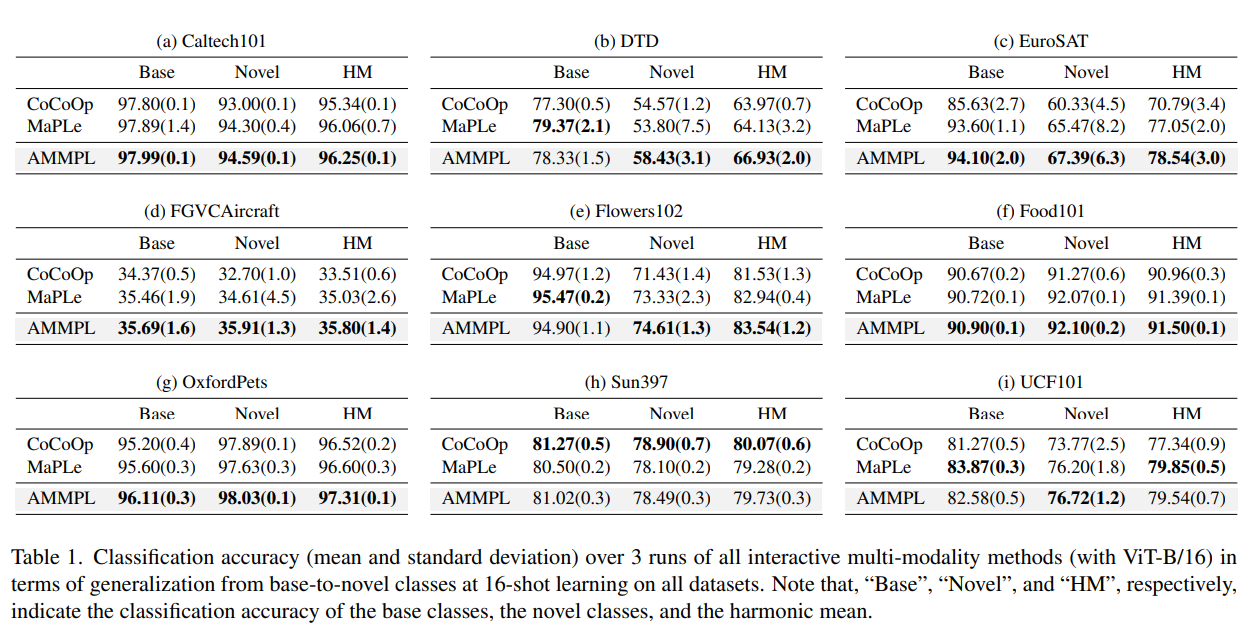 (a) Caltech101
Base Novel HM
CoCoOp 97.80(0.1) 93.00(0.1) 95.34(0.1)
MaPLe 97.89(1.4) 94.30(0.4) 96.06(0.7)
AMMPL 97.99(0.1) 94.59(0.1) 96.25(0.1)
(b) DTD
Base Novel HM
CoCoOp 77.30(0.5) 54.57(1.2) 63.97(0.7)
MaPLe 79.37(2.1) 53.80(7.5) 64.13(3.2)
AMMPL 78.33(1.5) 58.43(3.1) 66.93(2.0)
(c) EuroSAT
Base Novel HM
CoCoOp 85.63(2.7) 60.33(4.5) 70.79(3.4)
MaPLe 93.60(1.1) 65.47(8.2) 77.05(2.0)
AMMPL 94.10(2.0) 67.39(6.3) 78.54(3.0)
(d) FGVCAircraft
Base Novel HM
CoCoOp 34.37(0.5) 32.70(1.0) 33.51(0.6)
MaPLe 35.46(1.9) 34.61(4.5) 35.03(2.6)
AMMPL 35.69(1.6) 35.91(1.3) 35.80(1.4)
(e) Flowers102
Base Novel HM
CoCoOp 94.97(1.2) 71.43(1.4) 81.53(1.3)
MaPLe 95.47(0.2) 73.33(2.3) 82.94(0.4)
AMMPL 94.90(1.1) 74.61(1.3) 83.54(1.2)
(f) Food101
Base Novel HM
CoCoOp 90.67(0.2) 91.27(0.6) 90.96(0.3)
MaPLe 90.72(0.1) 92.07(0.1) 91.39(0.1)
AMMPL 90.90(0.1) 92.10(0.2) 91.50(0.1)
(g) OxfordPets
Base Novel HM
CoCoOp 95.20(0.4) 97.89(0.1) 96.52(0.2)
MaPLe 95.60(0.3) 97.63(0.3) 96.60(0.3)
AMMPL 96.11(0.3) 98.03(0.1) 97.31(0.1)
(h) Sun397
Base Novel HM
CoCoOp 81.27(0.5) 78.90(0.7) 80.07(0.6)
MaPLe 80.50(0.2) 78.10(0.2) 79.28(0.2)
AMMPL 81.02(0.3) 78.49(0.3) 79.73(0.3)
(i) UCF101
Base Novel HM
CoCoOp 81.27(0.5) 73.77(2.5) 77.34(0.9)
MaPLe 83.87(0.3) 76.20(1.8) 79.85(0.5)
AMMPL 82.58(0.5) 76.72(1.2) 79.54(0.7)
Table 1. Classification accuracy (mean and standard deviation) over 3 runs of all interactive multi-modality methods (with ViT-B/16) in
terms of generalization from base-to-novel classes at 16-shot learning on all datasets. Note that, “Base”, “Novel”, and “HM”, respectively,
indicate the classification accuracy of the base classes, the novel classes, and the harmonic mean.